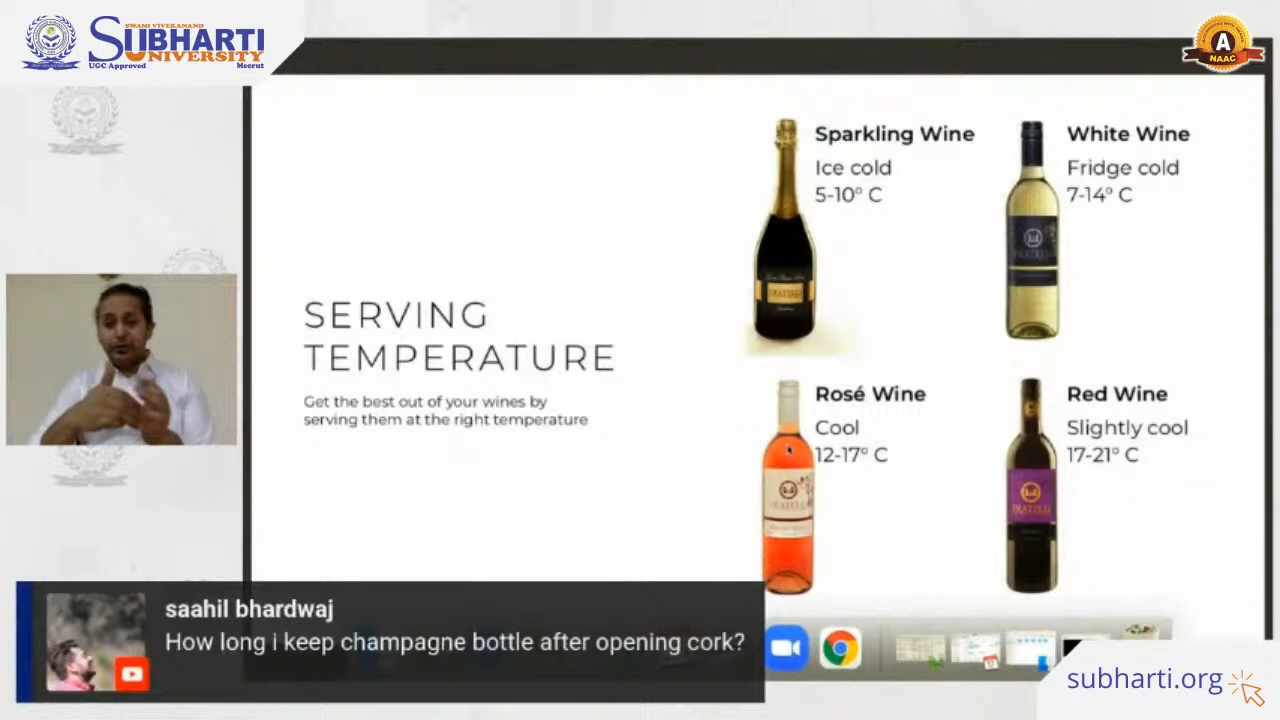 SWAMI VIVEKANAND
SUBHARTI
UNIVERSITY
UGC Approved
Meerut
A
NAAC
Sparkling Wine
Ice cold
5-10° C
White Wine
Fridge cold
7-14° C
SERVING
TEMPERATURE
Get the best out of your wines by
serving them at the right temperature
Rosé Wine
Cool
12-17° C
Red Wine
Slightly cool
17-21° C
FRATELLI
saahil bhardwaj
How long i keep champagne bottle after opening cork?
subharti.org